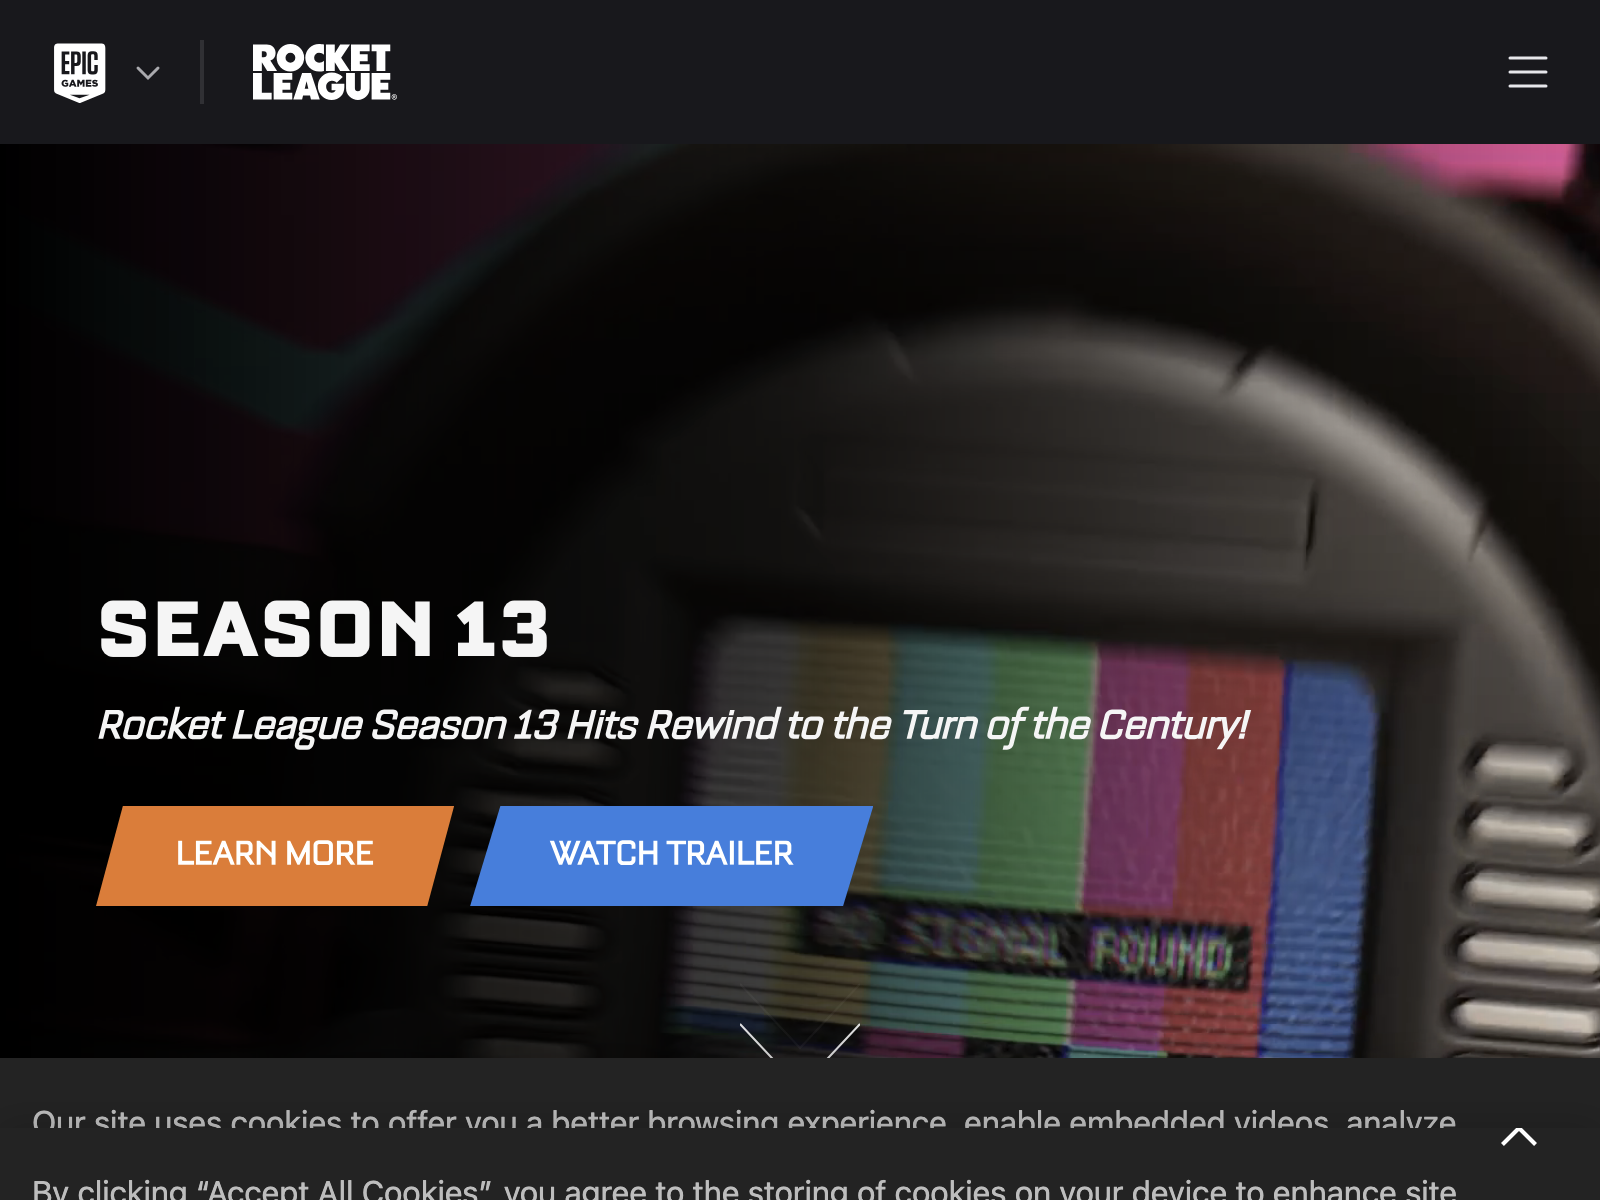 EPIC
GAMES
ROCKET
LEAGUE®
SEASON 13
Rocket League Season 13 Hits Rewind to the Turn of the Century!
LEARN MORE
WATCH TRAILER
NO SIGNAL FOUND
Our site uses cookies to offer you a better browsing experience, enable embedded videos, analyze
By clicking “Accept All Cookies”, you agree to the storing of cookies on your device to enhance site